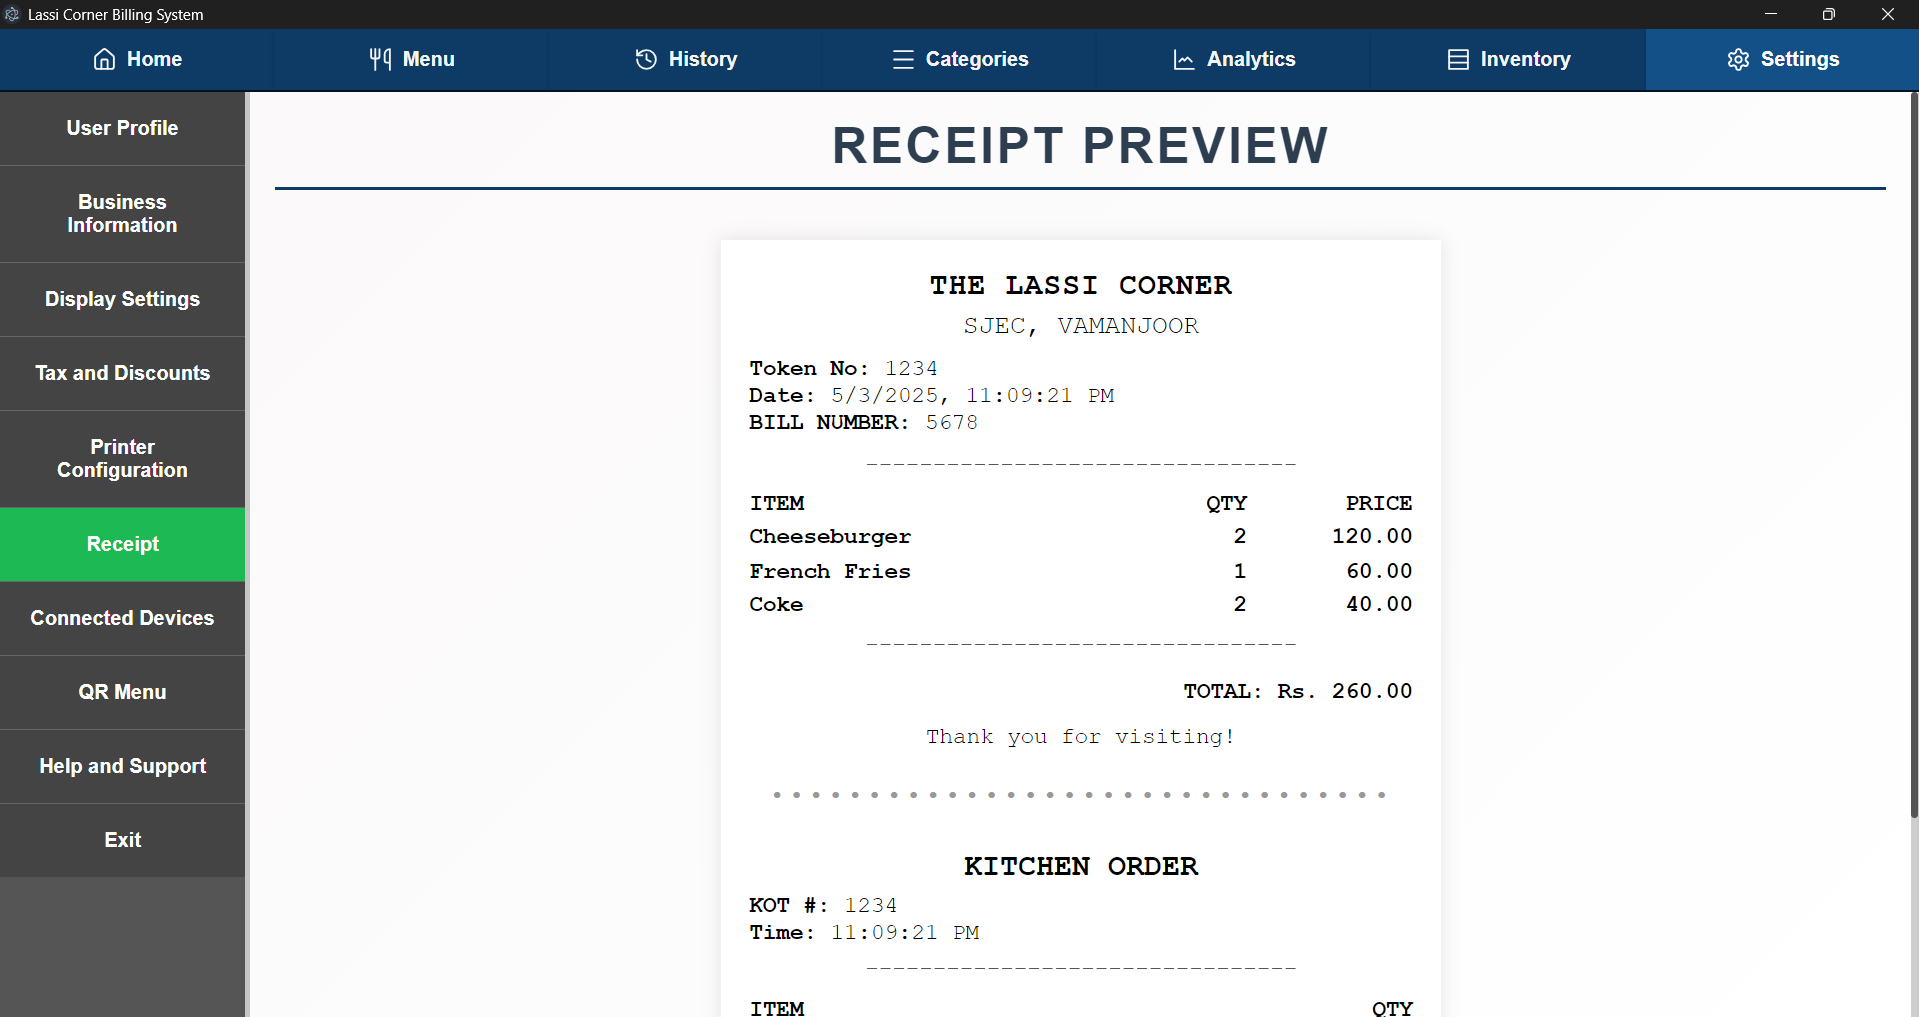 Lassi Corner Billing System
Home Menu History Categories Analytics Inventory Settings
User Profile
Business
Information
Display Settings
Tax and Discounts
Printer
Configuration
Receipt
Connected Devices
QR Menu
Help and Support
Exit
RECEIPT PREVIEW
THE LASSI CORNER
SJEC, VAMANJOOR
Token No: 1234
Date: 5/3/2025, 11:09:21 PM
BILL NUMBER: 5678
--------------------------------
ITEM QTY PRICE
Cheeseburger 2 120.00
French Fries 1 60.00
Coke 2 40.00
--------------------------------
TOTAL: Rs. 260.00
Thank you for visiting!
KITCHEN ORDER
KOT #: 1234
Time: 11:09:21 PM
--------------------------------
ITEM QTY